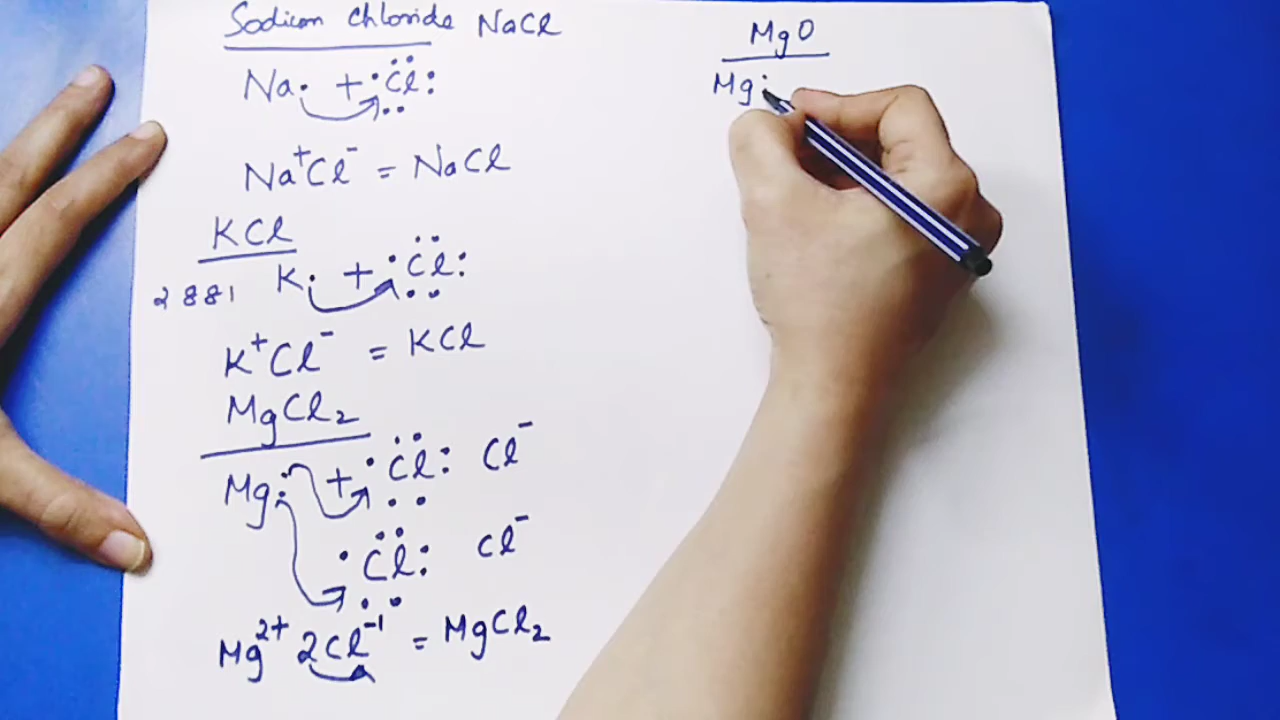 Sodium Chloride NaCl
Na. + Cl
Na⁺Cl⁻ = NaCl
KCl
2 8 8 1 K. + Cl
K⁺Cl⁻ = KCl
MgCl₂
Mg: + Cl: Cl⁻
Cl: Cl⁻
Mg²⁺ 2Cl⁻¹ = MgCl₂
MgO
Mg